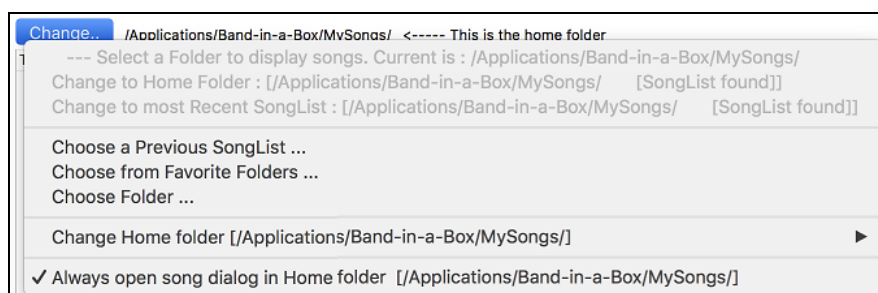 Change.. /Applications/Band-in-a-Box/MySongs/ <----- This is the home folder
--- Select a Folder to display songs. Current is : /Applications/Band-in-a-Box/MySongs/
Change to Home Folder : [/Applications/Band-in-a-Box/MySongs/ [SongList found]]
Change to most Recent SongList : [/Applications/Band-in-a-Box/MySongs/ [SongList found]]
Choose a Previous SongList ...
Choose from Favorite Folders ...
Choose Folder ...
Change Home folder [/Applications/Band-in-a-Box/MySongs/]
✓ Always open song dialog in Home folder [/Applications/Band-in-a-Box/MySongs/]